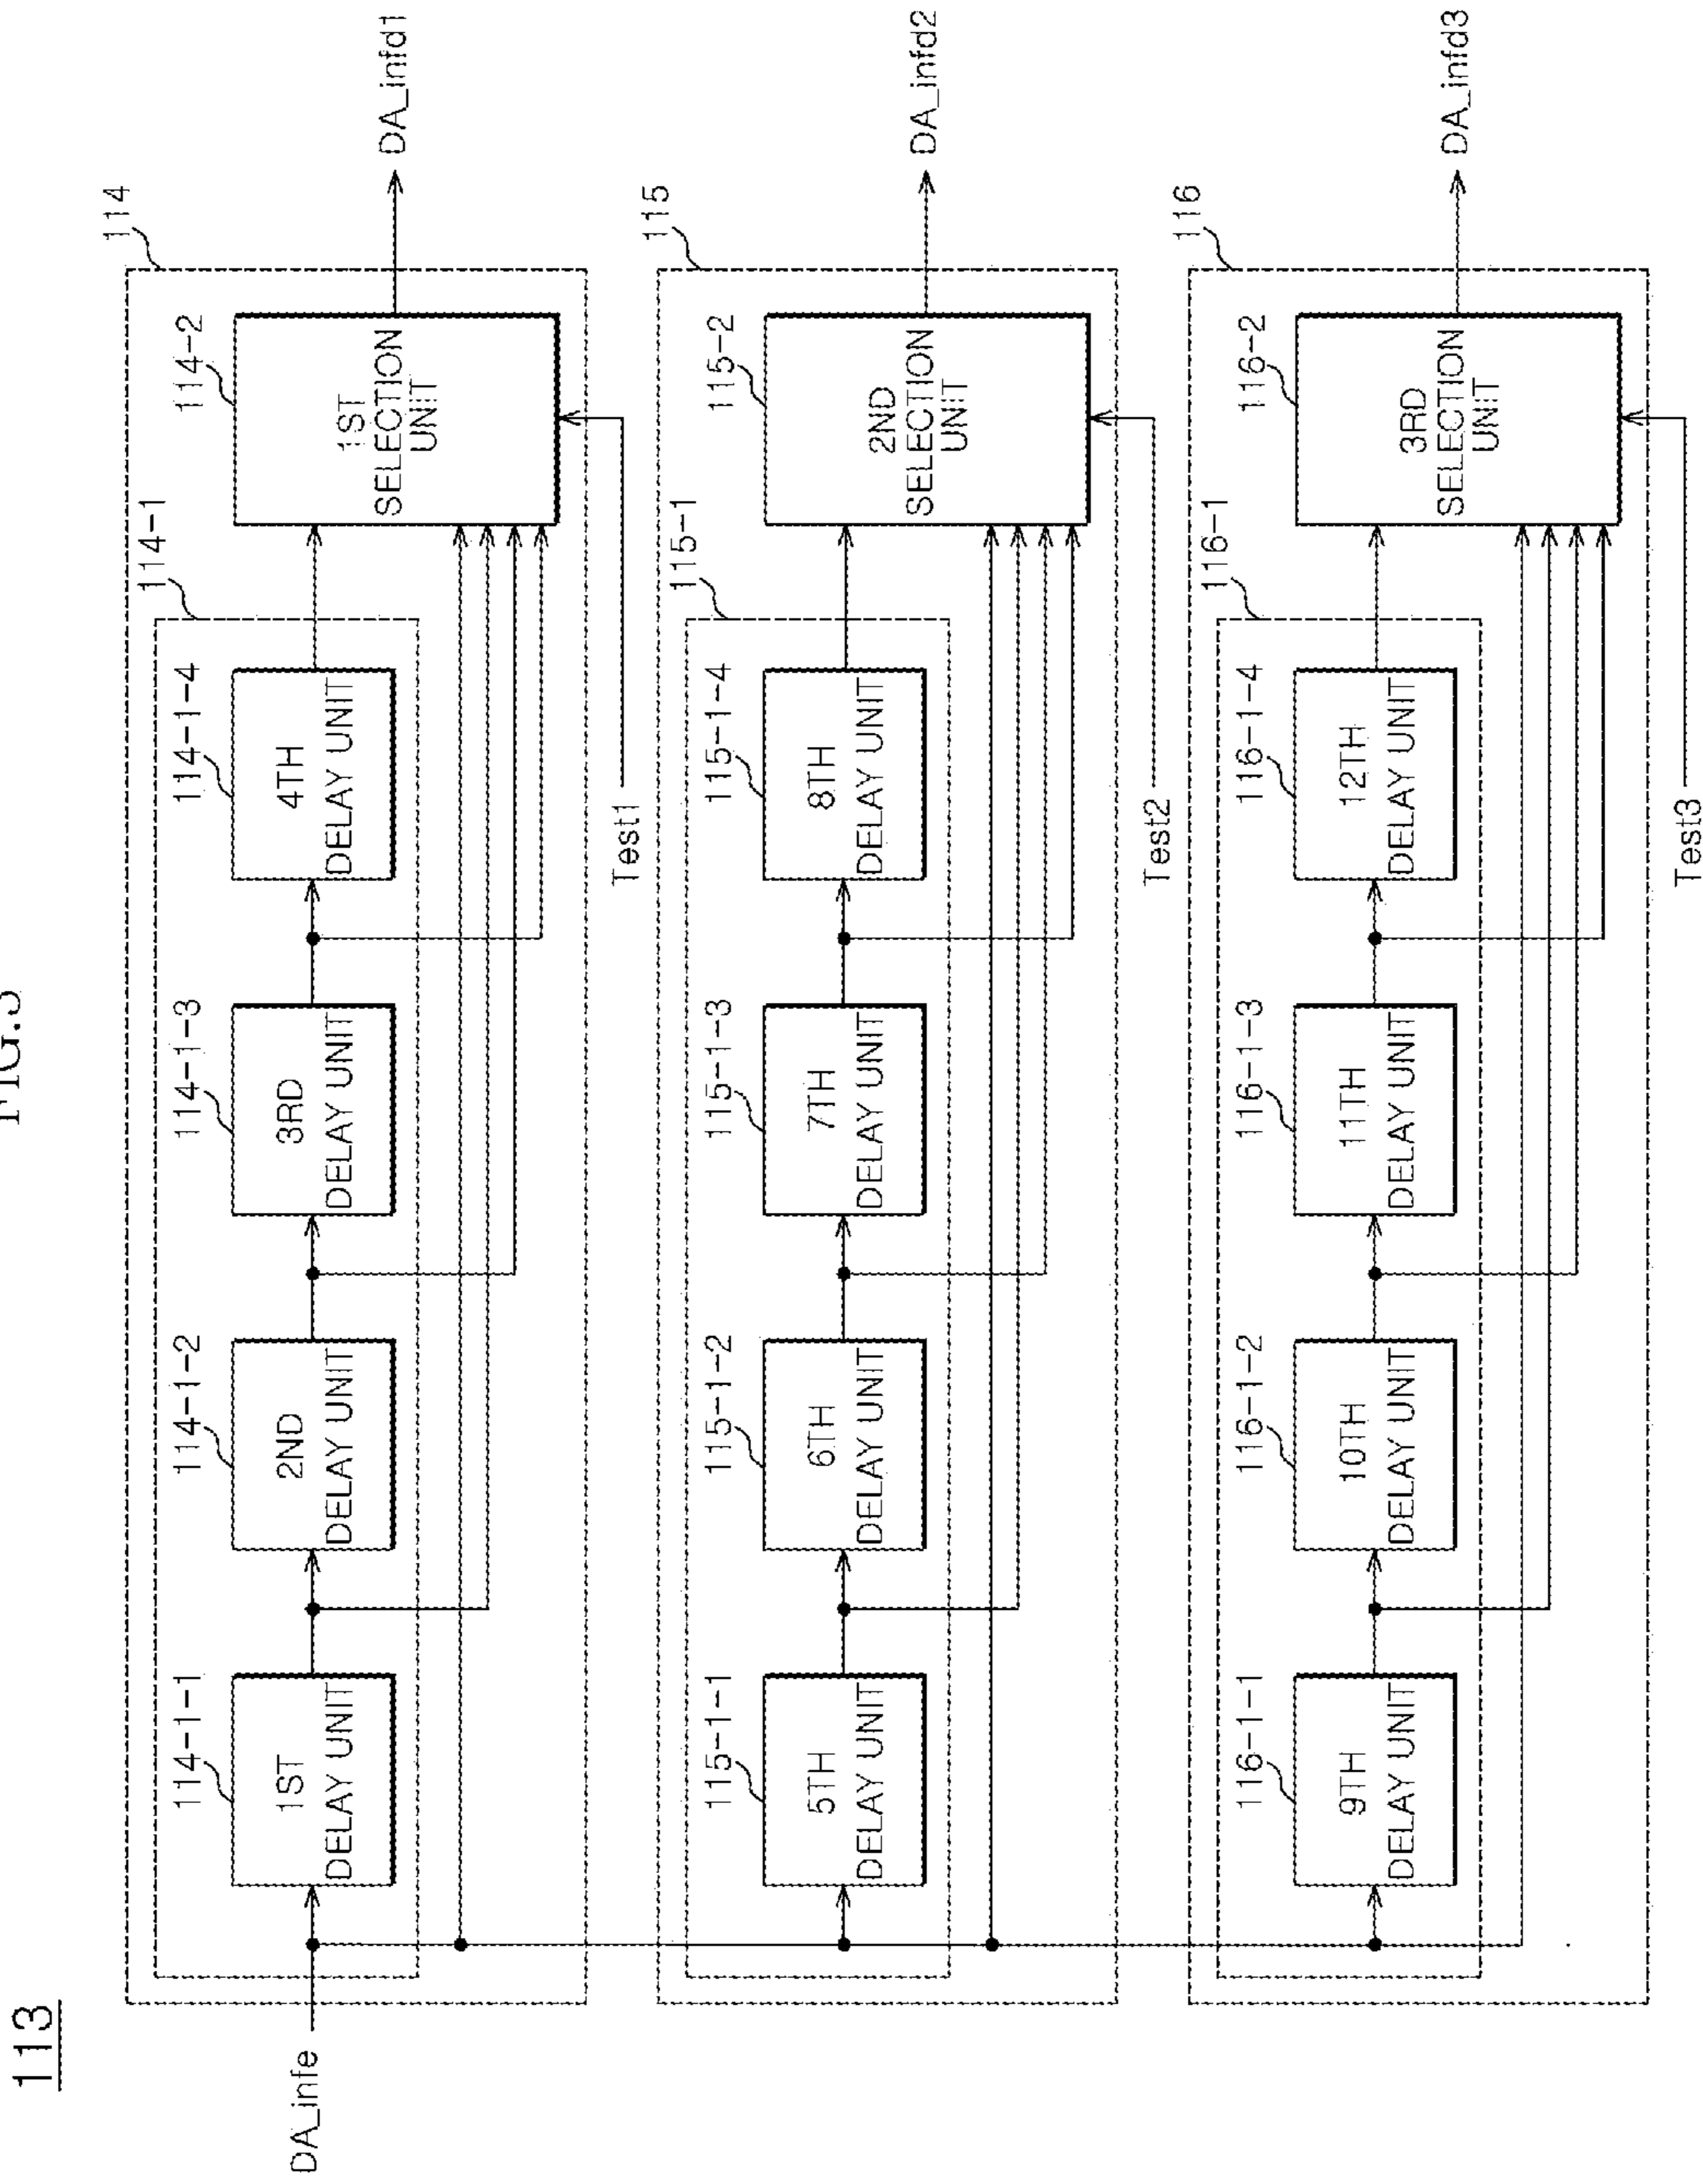 FIG.3
113
DA_infe
114
114-1
114-1-1
1ST
DELAY UNIT
114-1-2
2ND
DELAY UNIT
114-1-3
3RD
DELAY UNIT
114-1-4
4TH
DELAY UNIT
114-2
1ST
SELECTION
UNIT
DA_infd1
Test1
115
115-1
115-1-1
5TH
DELAY UNIT
115-1-2
6TH
DELAY UNIT
115-1-3
7TH
DELAY UNIT
115-1-4
8TH
DELAY UNIT
115-2
2ND
SELECTION
UNIT
DA_infd2
Test2
116
116-1
116-1-1
9TH
DELAY UNIT
116-1-2
10TH
DELAY UNIT
116-1-3
11TH
DELAY UNIT
116-1-4
12TH
DELAY UNIT
116-2
3RD
SELECTION
UNIT
DA_infd3
Test3